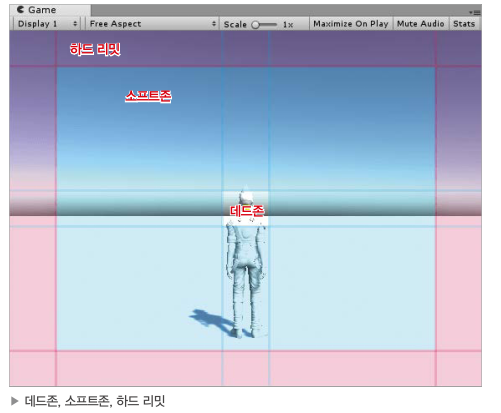 Game
Display 1 Free Aspect Scale 1x Maximize On Play Mute Audio Stats
하드 리밋
소프트존
데드존
▶ 데드존, 소프트존, 하드 리밋